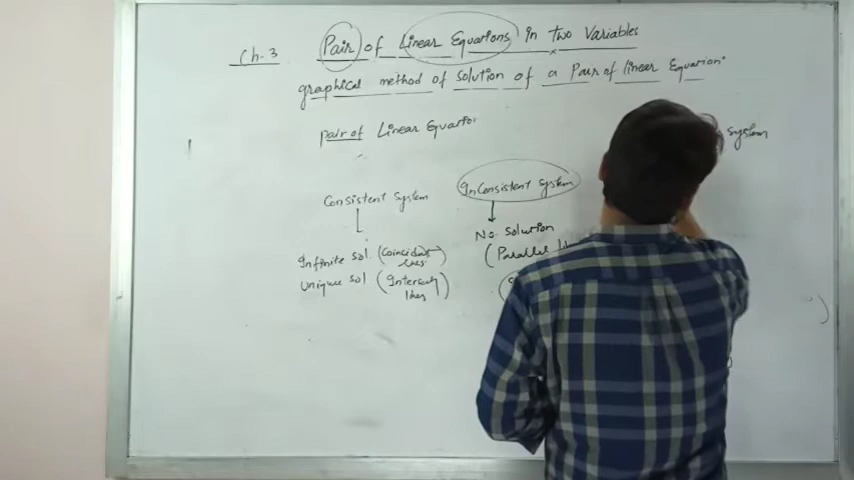 Ch-3 Pair of Linear Equations in two Variables
graphical method of Solution of a Pair of linear Equation
pair of Linear Equation
system
Consistent System
InConsistent System
No solution
(Parallel
Infinite sol (Coincident lines)
Unique sol (Intersecting lines)